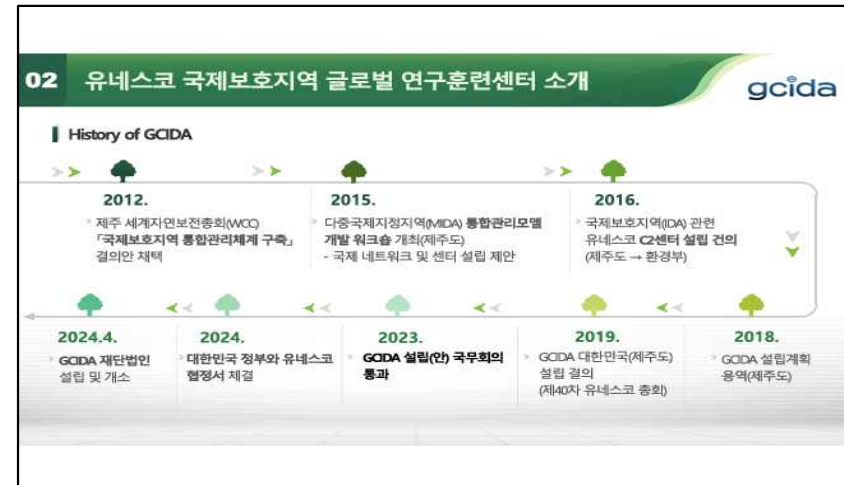 02 유네스코 국제보호지역 글로벌 연구훈련센터 소개
gcida
History of GCIDA
2012.
제주 세계자연보전총회(WCC)
「국제보호지역 통합관리체계 구축」
결의안 채택
2015.
다중국제지정지역(MIDA) 통합관리모델
개발 워크숍 개최(제주도)
- 국제 네트워크 및 센터 설립 제안
2016.
국제보호지역(IDA) 관련
유네스코 C2센터 설립 건의
(제주도 → 환경부)
2018.
GCIDA 설립계획
용역(제주도)
2019.
GCIDA 대한민국(제주도)
설립 결의
(제40차 유네스코 총회)
2023.
GCIDA 설립(안) 국무회의
통과
2024.
대한민국 정부와 유네스코
협정서 체결
2024.4.
GCIDA 재단법인
설립 및 개소